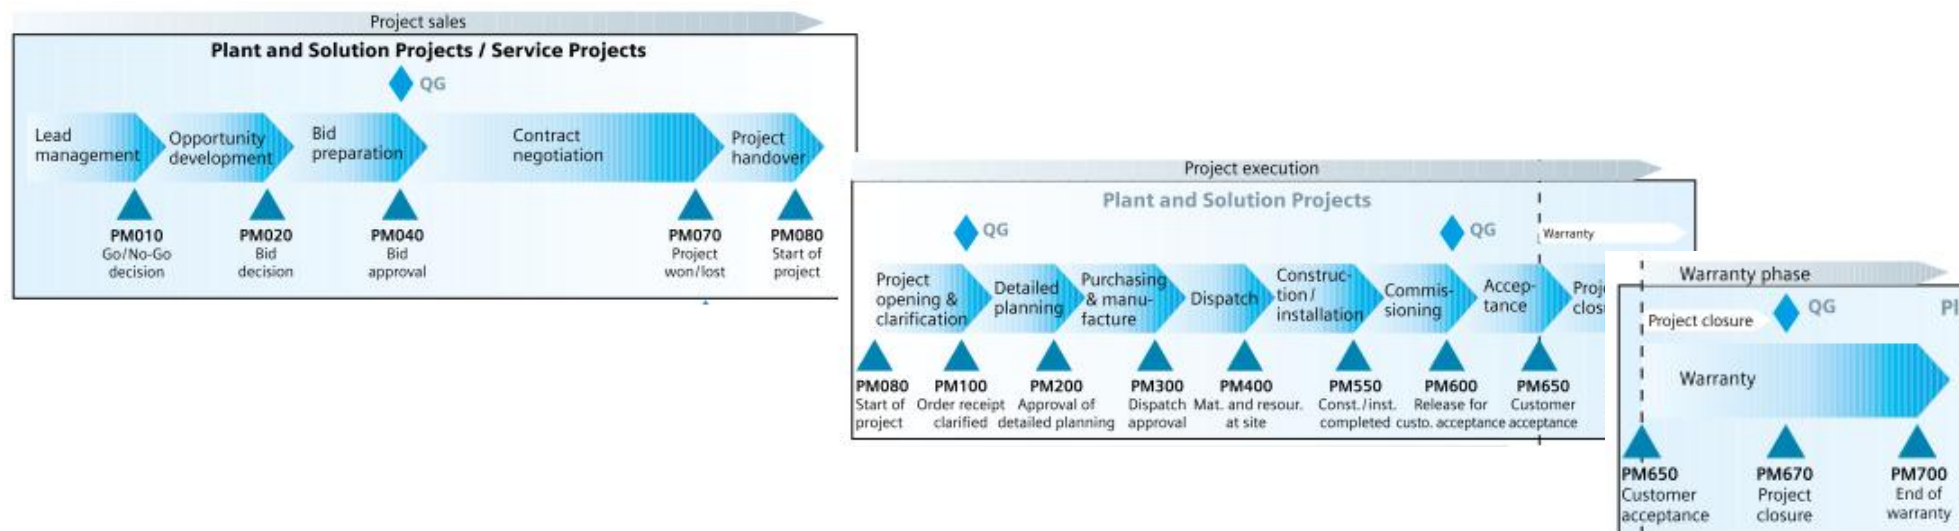 Project sales
Plant and Solution Projects / Service Projects
QG
Lead
management
Opportunity
development
Bid
preparation
Contract
negotiation
Project
handover
PM010
Go/No-Go
decision
PM020
Bid
decision
PM040
Bid
approval
PM070
Project
won/lost
PM080
Start of
project
Project execution
Plant and Solution Projects
QG
QG
Warranty
Project
opening &
clarification
Detailed
planning
Purchasing
& manu-
facture
Dispatch
Construc-
tion /
installation
Commis-
sioning
Accep-
tance
PM080
Start of
project
PM100
Order receipt
clarified
PM200
Approval of
detailed planning
PM300
Dispatch
approval
PM400
Mat. and resour.
at site
PM550
Const./inst.
completed
PM600
Release for
custo. acceptance
PM650
Customer
acceptance
Warranty phase
Project closure
QG
Warranty
PM650
Customer
acceptance
PM670
Project
closure
PM700
End of
warranty